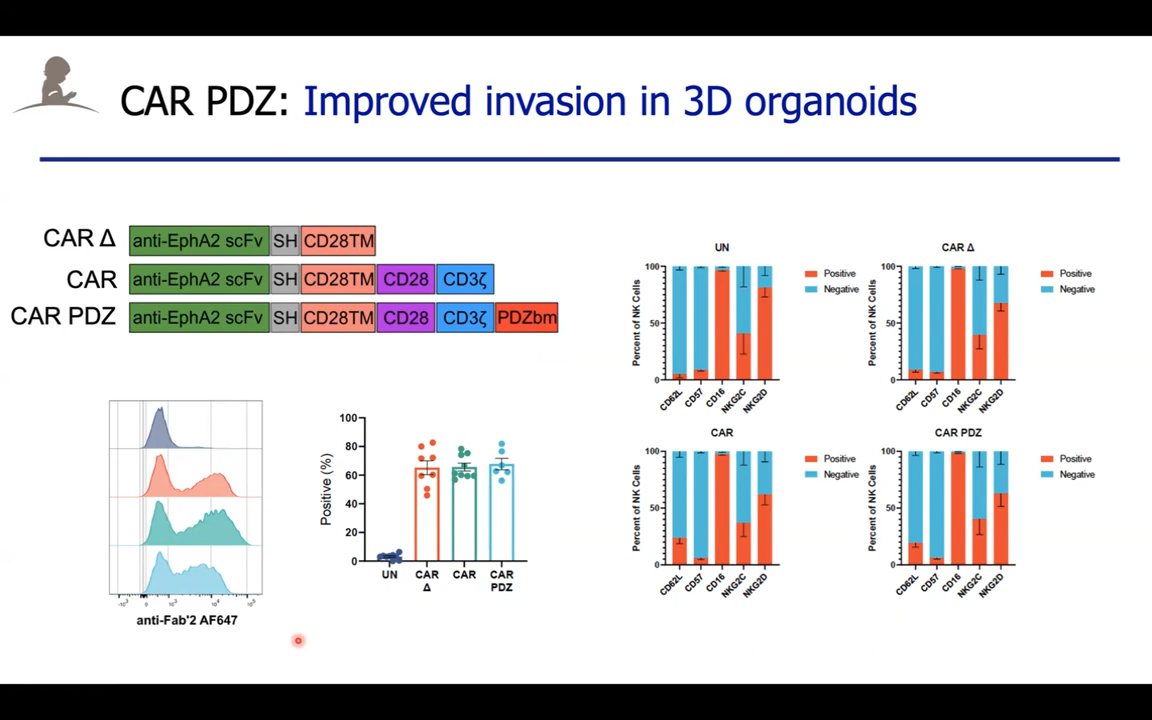 CAR PDZ: Improved invasion in 3D organoids
CAR Δ
anti-EphA2 scFv SH CD28TM
CAR
anti-EphA2 scFv SH CD28TM CD28 CD3ζ
CAR PDZ
anti-EphA2 scFv SH CD28TM CD28 CD3ζ PDZbm
-10³ 0 10³ 10⁴ 10⁵
anti-Fab'2 AF647
Positive (%)
100
80
60
40
20
0
UN CAR Δ CAR CAR PDZ
UN
Percent of NK Cells
100
50
0
CD62L CD57 CD16 NKG2C NKG2D
Positive
Negative
CAR Δ
Percent of NK Cells
100
50
0
CD62L CD57 CD16 NKG2C NKG2D
Positive
Negative
CAR
Percent of NK Cells
100
50
0
CD62L CD57 CD16 NKG2C NKG2D
Positive
Negative
CAR PDZ
Percent of NK Cells
100
50
0
CD62L CD57 CD16 NKG2C NKG2D
Positive
Negative